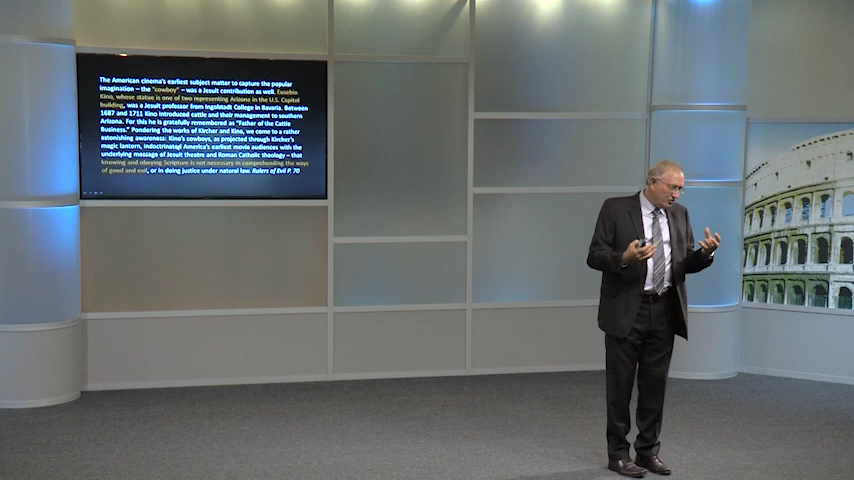 The American cinema's earliest subject matter to capture the popular
imagination – the "cowboy" – was a Jesuit contribution as well. Eusebio
Kino, whose statue is one of two representing Arizona in the U.S. Capitol
building, was a Jesuit professor from Ingolstadt College in Bavaria. Between
1687 and 1711 Kino introduced cattle and their management to southern
Arizona. For this he is gratefully remembered as "Father of the Cattle
Business." Pondering the works of Kircher and Kino, we come to a rather
astonishing awareness: Kino's cowboys, as projected through Kircher's
magic lantern, indoctrinated America's earliest movie audiences with the
underlying message of Jesuit theatre and Roman Catholic theology – that
knowing and obeying Scripture is not necessary in comprehending the ways
of good and evil, or in doing justice under natural law. Rulers of Evil P. 70